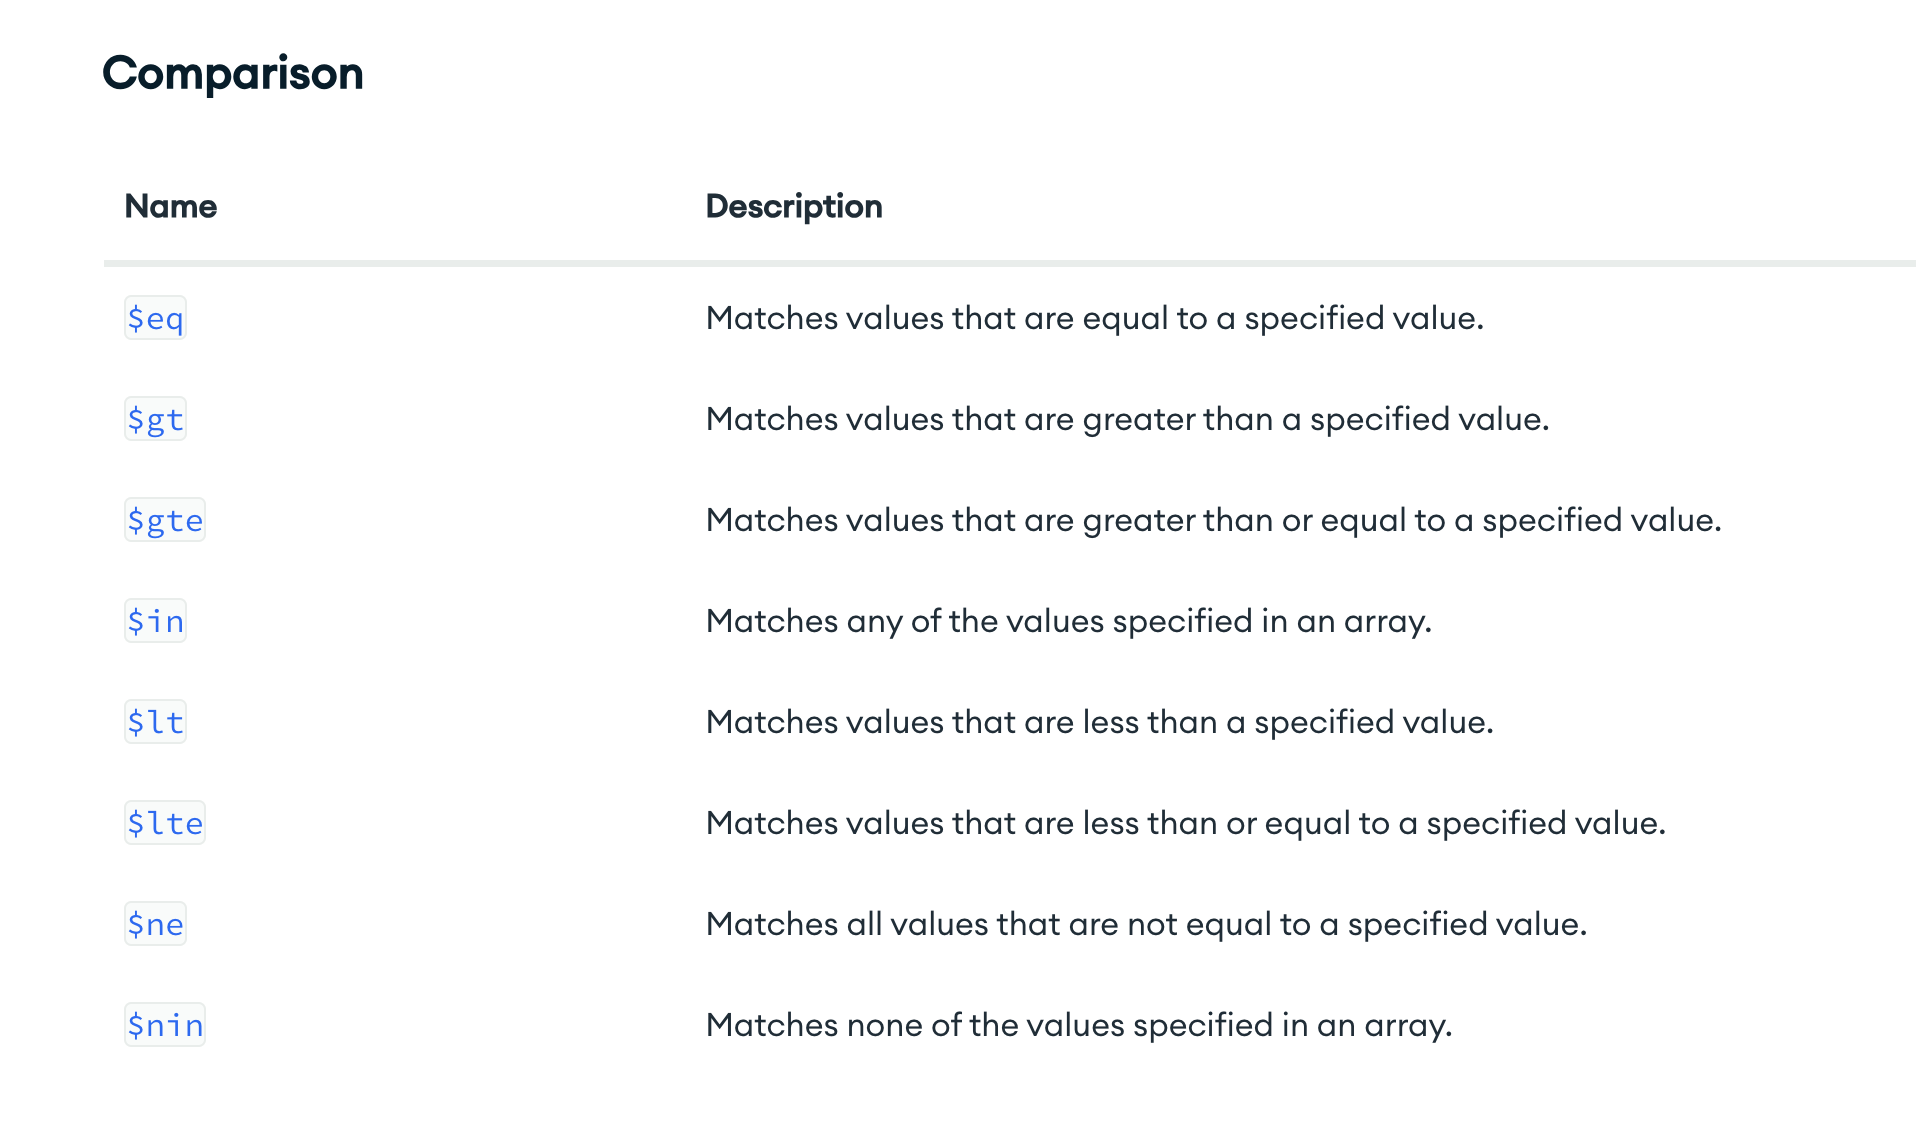 Comparison
Name Description
$eq Matches values that are equal to a specified value.
$gt Matches values that are greater than a specified value.
$gte Matches values that are greater than or equal to a specified value.
$in Matches any of the values specified in an array.
$lt Matches values that are less than a specified value.
$lte Matches values that are less than or equal to a specified value.
$ne Matches all values that are not equal to a specified value.
$nin Matches none of the values specified in an array.